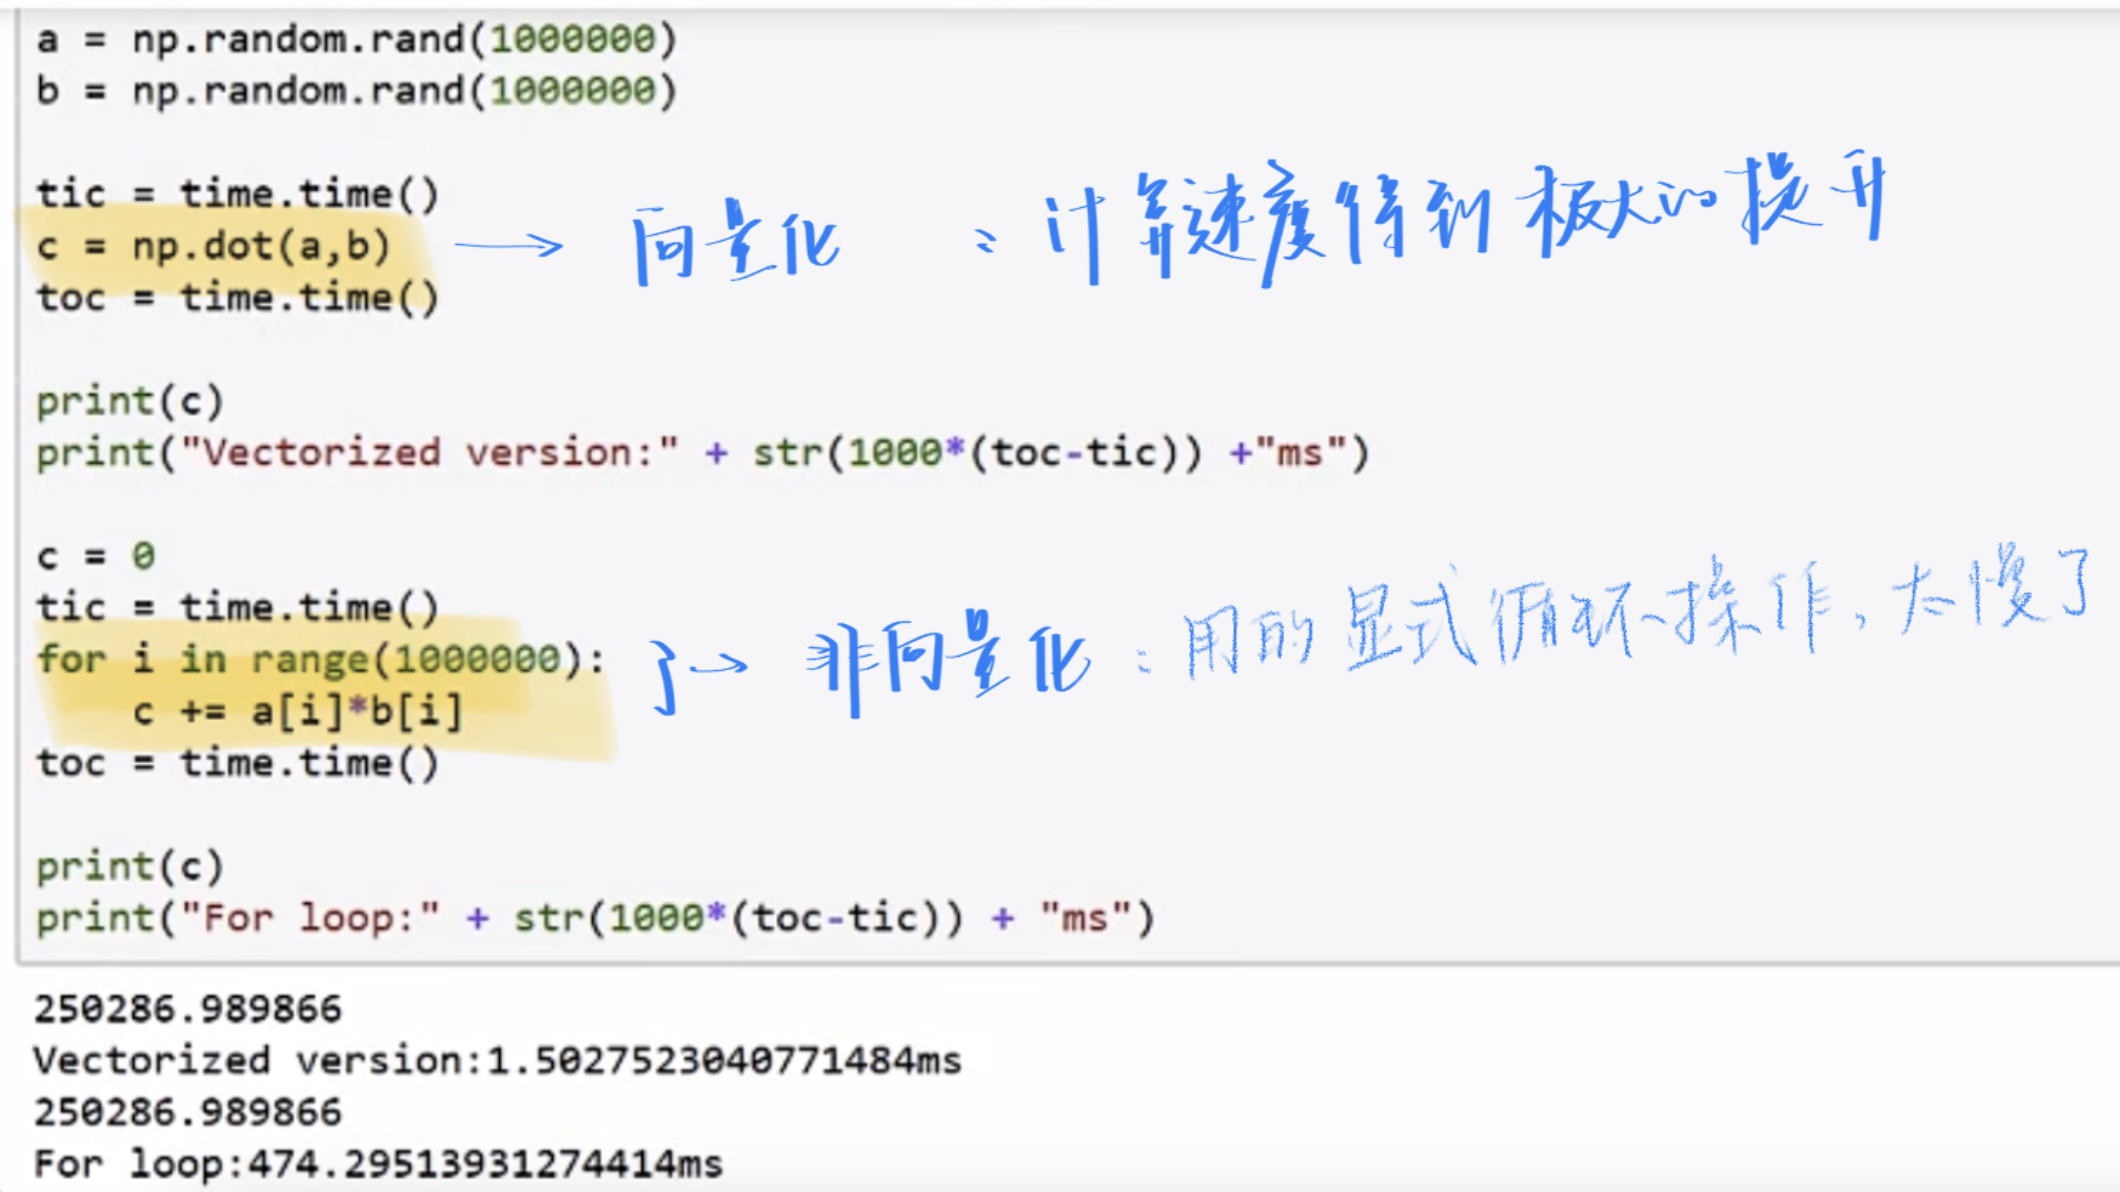 a = np.random.rand(1000000)
b = np.random.rand(1000000)
tic = time.time()
c = np.dot(a,b) → 向量化 : 计算速度得到极大的提升
toc = time.time()
print(c)
print("Vectorized version:" + str(1000*(toc-tic)) +"ms")
c = 0
tic = time.time()
for i in range(1000000): } → 非向量化 : 用的显式循环操作，太慢了
c += a[i]*b[i]
toc = time.time()
print(c)
print("For loop:" + str(1000*(toc-tic)) + "ms")
250286.989866
Vectorized version:1.5027523040771484ms
250286.989866
For loop:474.29513931274414ms